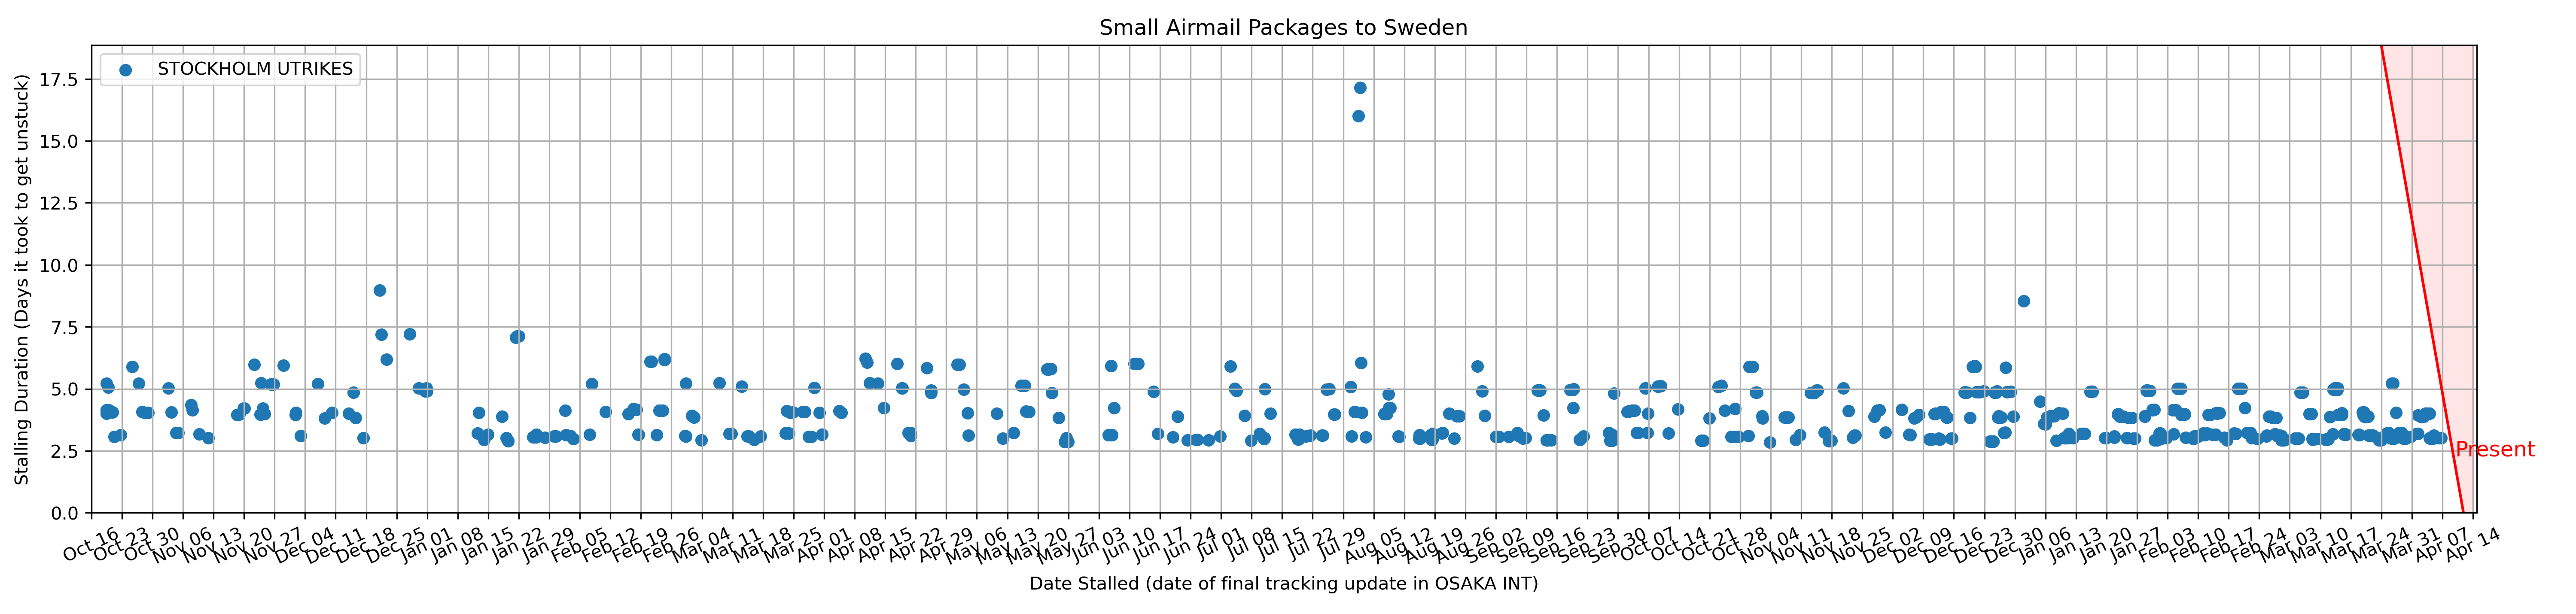 Small Airmail Packages to Sweden
STOCKHOLM UTRIKES
Stalling Duration (Days it took to get unstuck)
17.5
15.0
12.5
10.0
7.5
5.0
2.5
0.0
Present
Oct 16 Oct 23 Oct 30 Nov 06 Nov 13 Nov 20 Nov 27 Dec 04 Dec 11 Dec 18 Dec 25 Jan 01 Jan 08 Jan 15 Jan 22 Jan 29 Feb 05 Feb 12 Feb 19 Feb 26 Mar 04 Mar 11 Mar 18 Mar 25 Apr 01 Apr 08 Apr 15 Apr 22 Apr 29 May 06 May 13 May 20 May 27 Jun 03 Jun 10 Jun 17 Jun 24 Jul 01 Jul 08 Jul 15 Jul 22 Jul 29 Aug 05 Aug 12 Aug 19 Aug 26 Sep 02 Sep 09 Sep 16 Sep 23 Sep 30 Oct 07 Oct 14 Oct 21 Oct 28 Nov 04 Nov 11 Nov 18 Nov 25 Dec 02 Dec 09 Dec 16 Dec 23 Dec 30 Jan 06 Jan 13 Jan 20 Jan 27 Feb 03 Feb 10 Feb 17 Feb 24 Mar 03 Mar 10 Mar 17 Mar 24 Mar 31 Apr 07 Apr 14
Date Stalled (date of final tracking update in OSAKA INT)